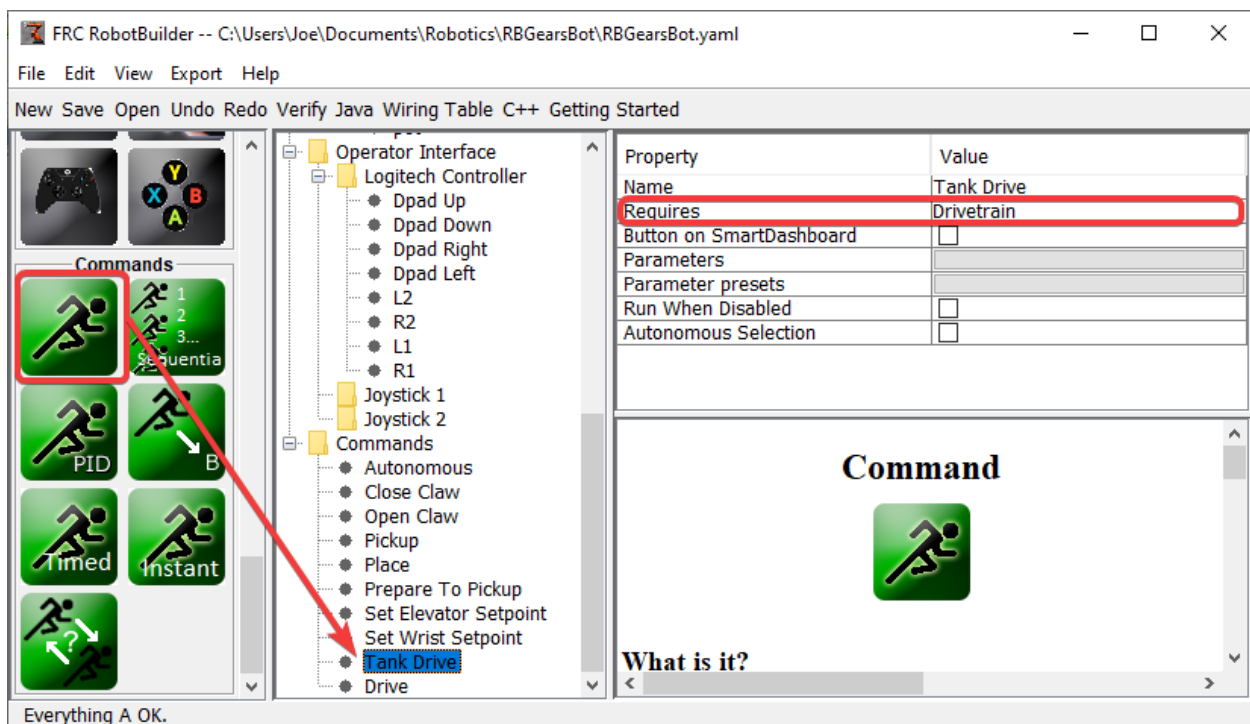 FRC RobotBuilder -- C:\Users\Joe\Documents\Robotics\RBGearsBot\RBGearsBot.yaml
File Edit View Export Help
New Save Open Undo Redo Verify Java Wiring Table C++ Getting Started
Y
X B
A
Commands
1
2
3...
Sequentia
PID
B
Timed
Instant
?
Operator Interface
Logitech Controller
Dpad Up
Dpad Down
Dpad Right
Dpad Left
L2
R2
L1
R1
Joystick 1
Joystick 2
Commands
Autonomous
Close Claw
Open Claw
Pickup
Place
Prepare To Pickup
Set Elevator Setpoint
Set Wrist Setpoint
Tank Drive
Drive
Property Value
Name Tank Drive
Requires Drivetrain
Button on SmartDashboard
Parameters
Parameter presets
Run When Disabled
Autonomous Selection
Command
What is it?
Everything A OK.